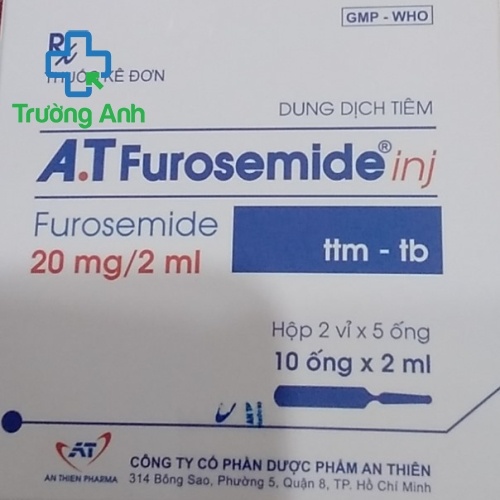 GMP - WHO
Rx
THUỐC KÊ ĐƠN
Trường Anh
DUNG DỊCH TIÊM
A.T Furosemide® inj
Furosemide
20 mg/2 ml
ttm - tb
Hộp 2 vỉ x 5 ống
10 ống x 2 ml
AT
AN THIEN PHARMA
CÔNG TY CỔ PHẦN DƯỢC PHẨM AN THIÊN
314 Bông Sao, Phường 5, Quận 8, TP. Hồ Chí Minh